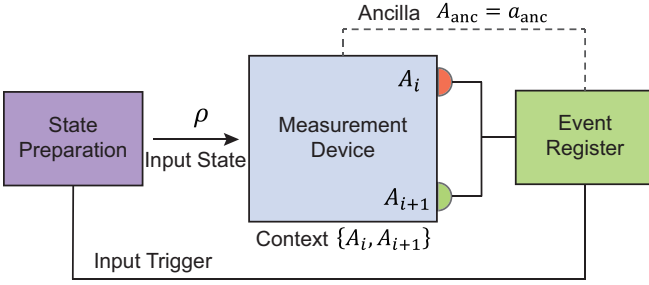 Ancilla A_anc = a_anc
State
Preparation
ρ
Input State
Measurement
Device
A_i
A_{i+1}
Event
Register
Context {A_i, A_{i+1}}
Input Trigger